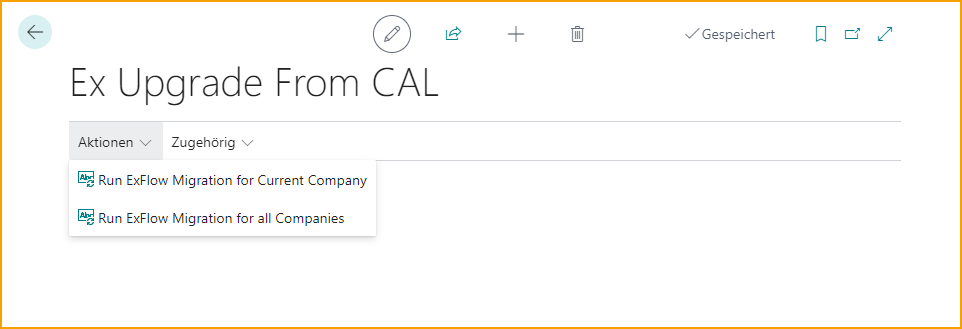 Gespeichert
Ex Upgrade From CAL
Aktionen Zugehörig
Run ExFlow Migration for Current Company
Run ExFlow Migration for all Companies